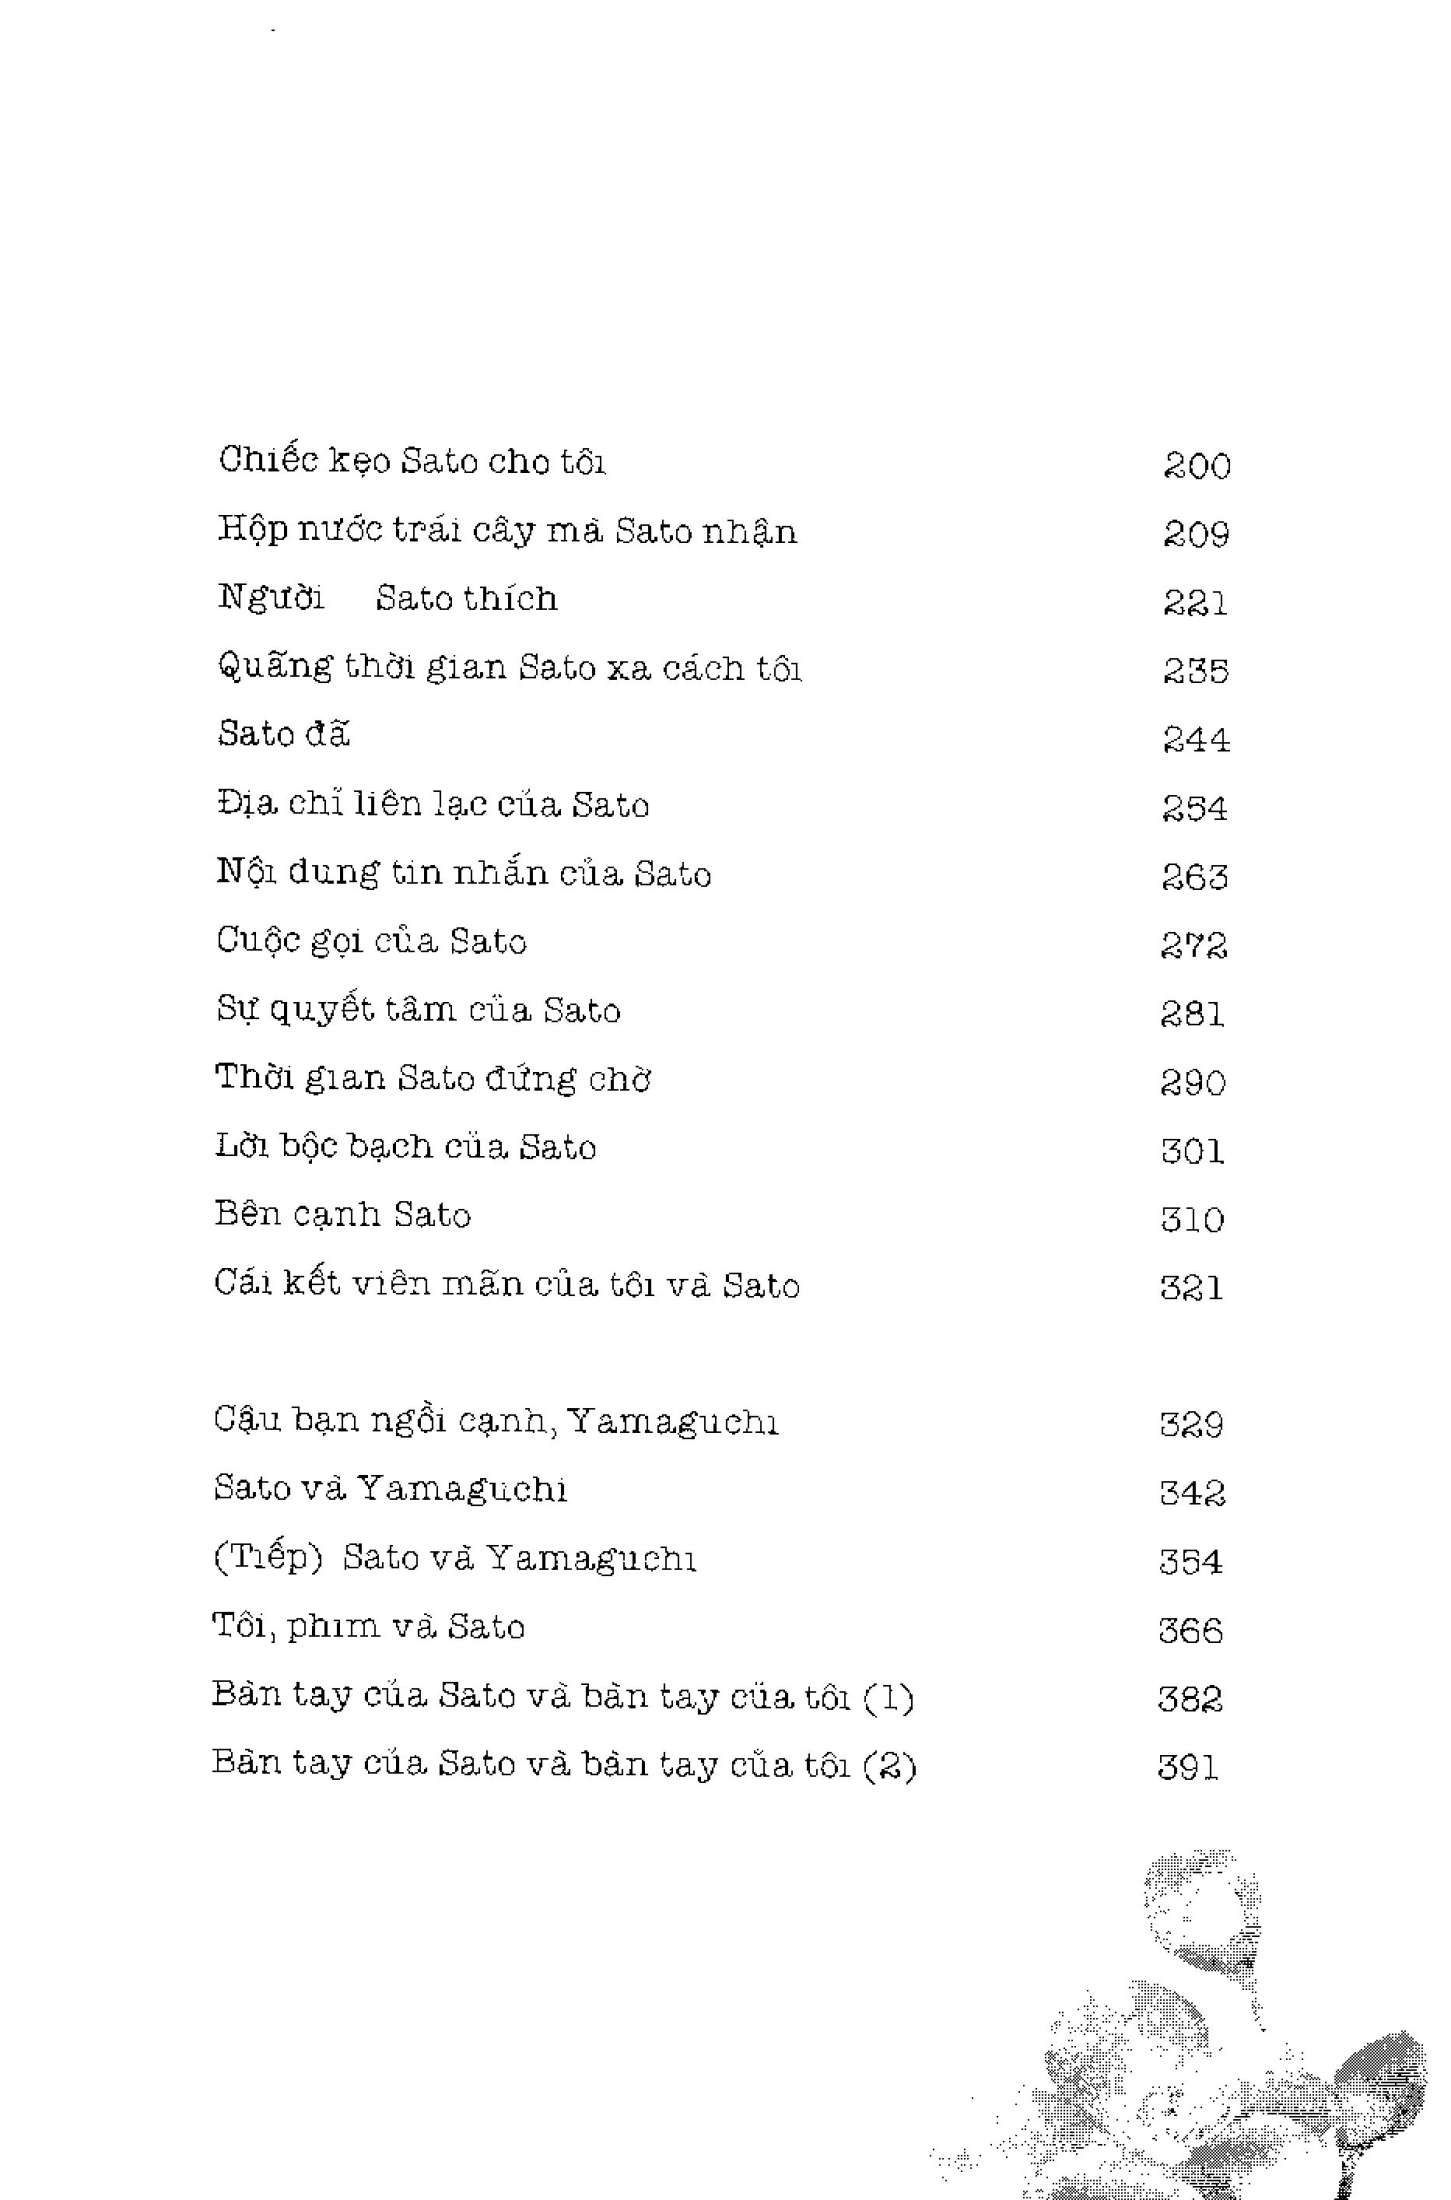 Chiếc kẹo Sato cho tôi 200
Hộp nước trái cây mà Sato nhận 209
Người Sato thích 221
Quãng thời gian Sato xa cách tôi 235
Sato đã 244
Địa chỉ liên lạc của Sato 254
Nội dung tin nhắn của Sato 263
Cuộc gọi của Sato 272
Sự quyết tâm của Sato 281
Thời gian Sato đứng chờ 290
Lời bộc bạch của Sato 301
Bên cạnh Sato 310
Cái kết viên mãn của tôi và Sato 321
Cậu bạn ngồi cạnh, Yamaguchi 329
Sato và Yamaguchi 342
(Tiếp) Sato và Yamaguchi 354
Tôi, phim và Sato 366
Bàn tay của Sato và bàn tay của tôi (1) 382
Bàn tay của Sato và bàn tay của tôi (2) 391